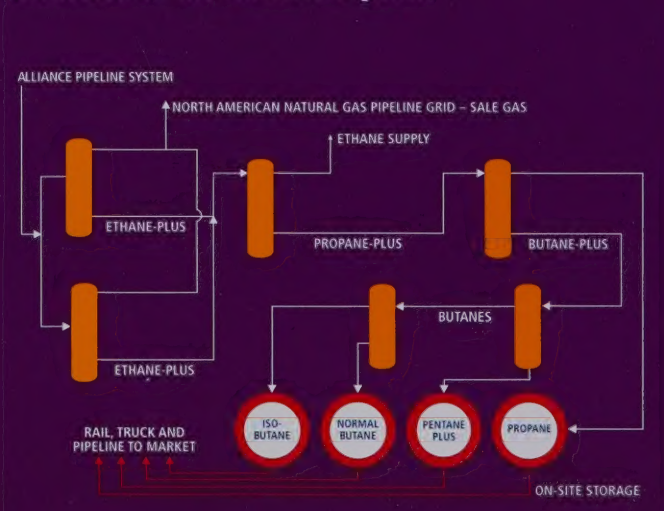 ALLIANCE PIPELINE SYSTEM
NORTH AMERICAN NATURAL GAS PIPELINE GRID – SALE GAS
ETHANE SUPPLY
ETHANE-PLUS
PROPANE-PLUS
BUTANE-PLUS
BUTANES
ETHANE-PLUS
ISO-
BUTANE
NORMAL
BUTANE
PENTANE
PLUS
PROPANE
RAIL, TRUCK AND
PIPELINE TO MARKET
ON-SITE STORAGE